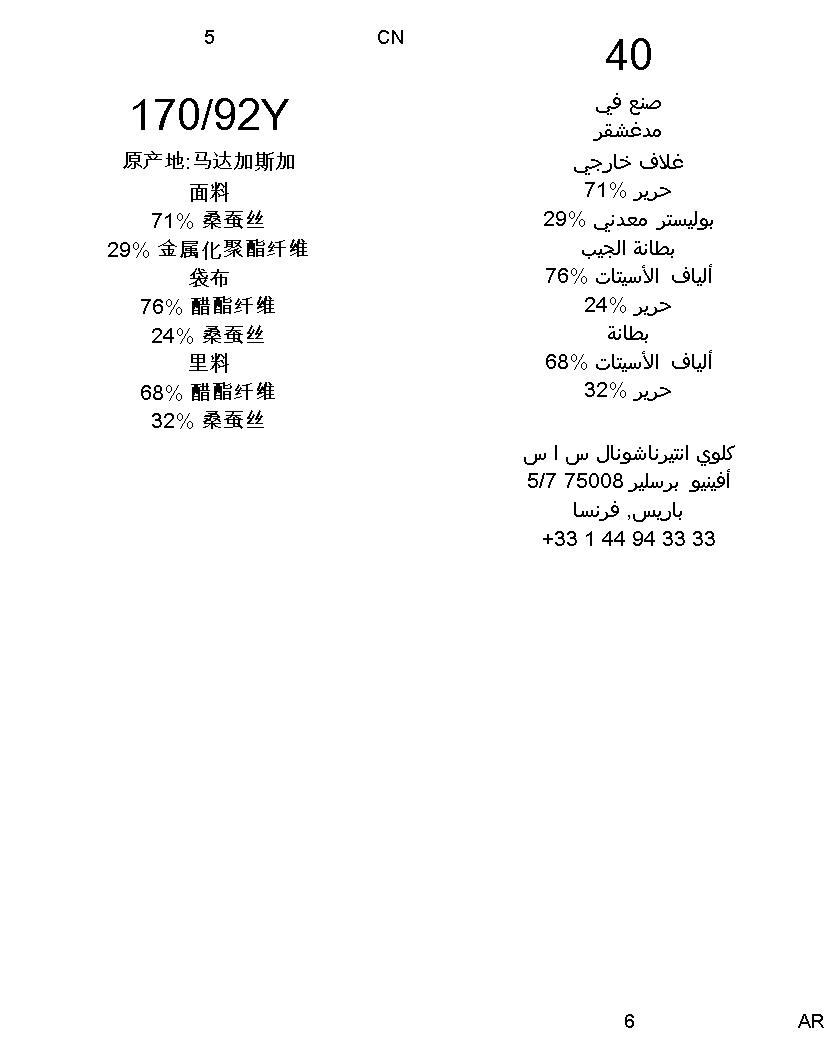 5
CN
170/92Y
原产地:马达加斯加
面料
71% 桑蚕丝
29% 金属化聚酯纤维
袋布
76% 醋酯纤维
24% 桑蚕丝
里料
68% 醋酯纤维
32% 桑蚕丝
40
صنع في
مدغشقر
غلاف خارجي
حرير %71
بوليستر معدني %29
بطانة الجيب
ألياف الأسيتات %76
حرير %24
بطانة
ألياف الأسيتات %68
حرير %32
كلوي انتيرناشونال س ا س
أفينيو برسلير 75008 5/7
باريس, فرنسا
+33 1 44 94 33 33
6
AR